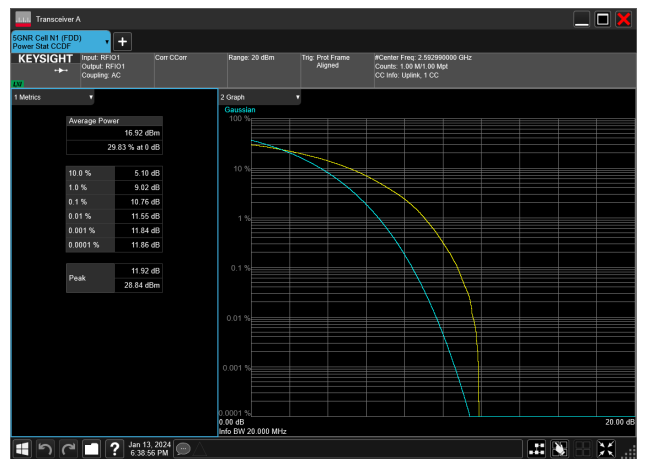 Transceiver A
5GNR Cell N1 (FDD)
Power Stat CCDF
KEYSIGHT
Input: RFIO1
Output: RFIO1
Coupling: AC
Corr CCorr
Range: 20 dBm
Trig: Prot Frame
Aligned
#Center Freq: 2.592990000 GHz
Counts: 1.00 M/1.00 Mpt
CC Info: Uplink, 1 CC
1 Metrics
Average Power
16.92 dBm
29.83 % at 0 dB
10.0 % 5.10 dB
1.0 % 9.02 dB
0.1 % 10.76 dB
0.01 % 11.55 dB
0.001 % 11.84 dB
0.0001 % 11.86 dB
Peak
11.92 dB
28.84 dBm
2 Graph
Gaussian
100 %
10 %
1 %
0.1 %
0.01 %
0.001 %
0.0001 %
0.00 dB
20.00 dB
Info BW 20.000 MHz
Jan 13, 2024
6:38:56 PM